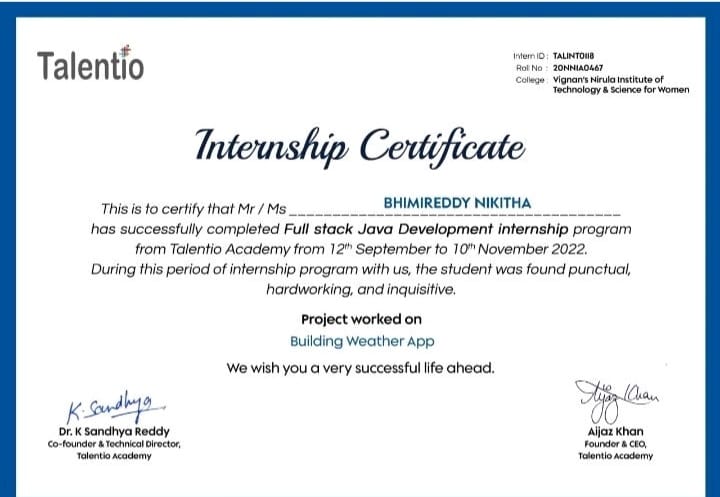 Talentio
Intern ID : TALINT0118
Roll No : 20NNIA0467
College : Vignan's Nirula Institute of
Technology & Science for Women
Internship Certificate
This is to certify that Mr / Ms BHIMIREDDY NIKITHA
has successfully completed Full stack Java Development internship program
from Talentio Academy from 12th September to 10th November 2022.
During this period of internship program with us, the student was found punctual,
hardworking, and inquisitive.
Project worked on
Building Weather App
We wish you a very successful life ahead.
K. Sandhya
Aijaz Khan
Dr. K Sandhya Reddy
Co-founder & Technical Director,
Talentio Academy
Aijaz Khan
Founder & CEO,
Talentio Academy